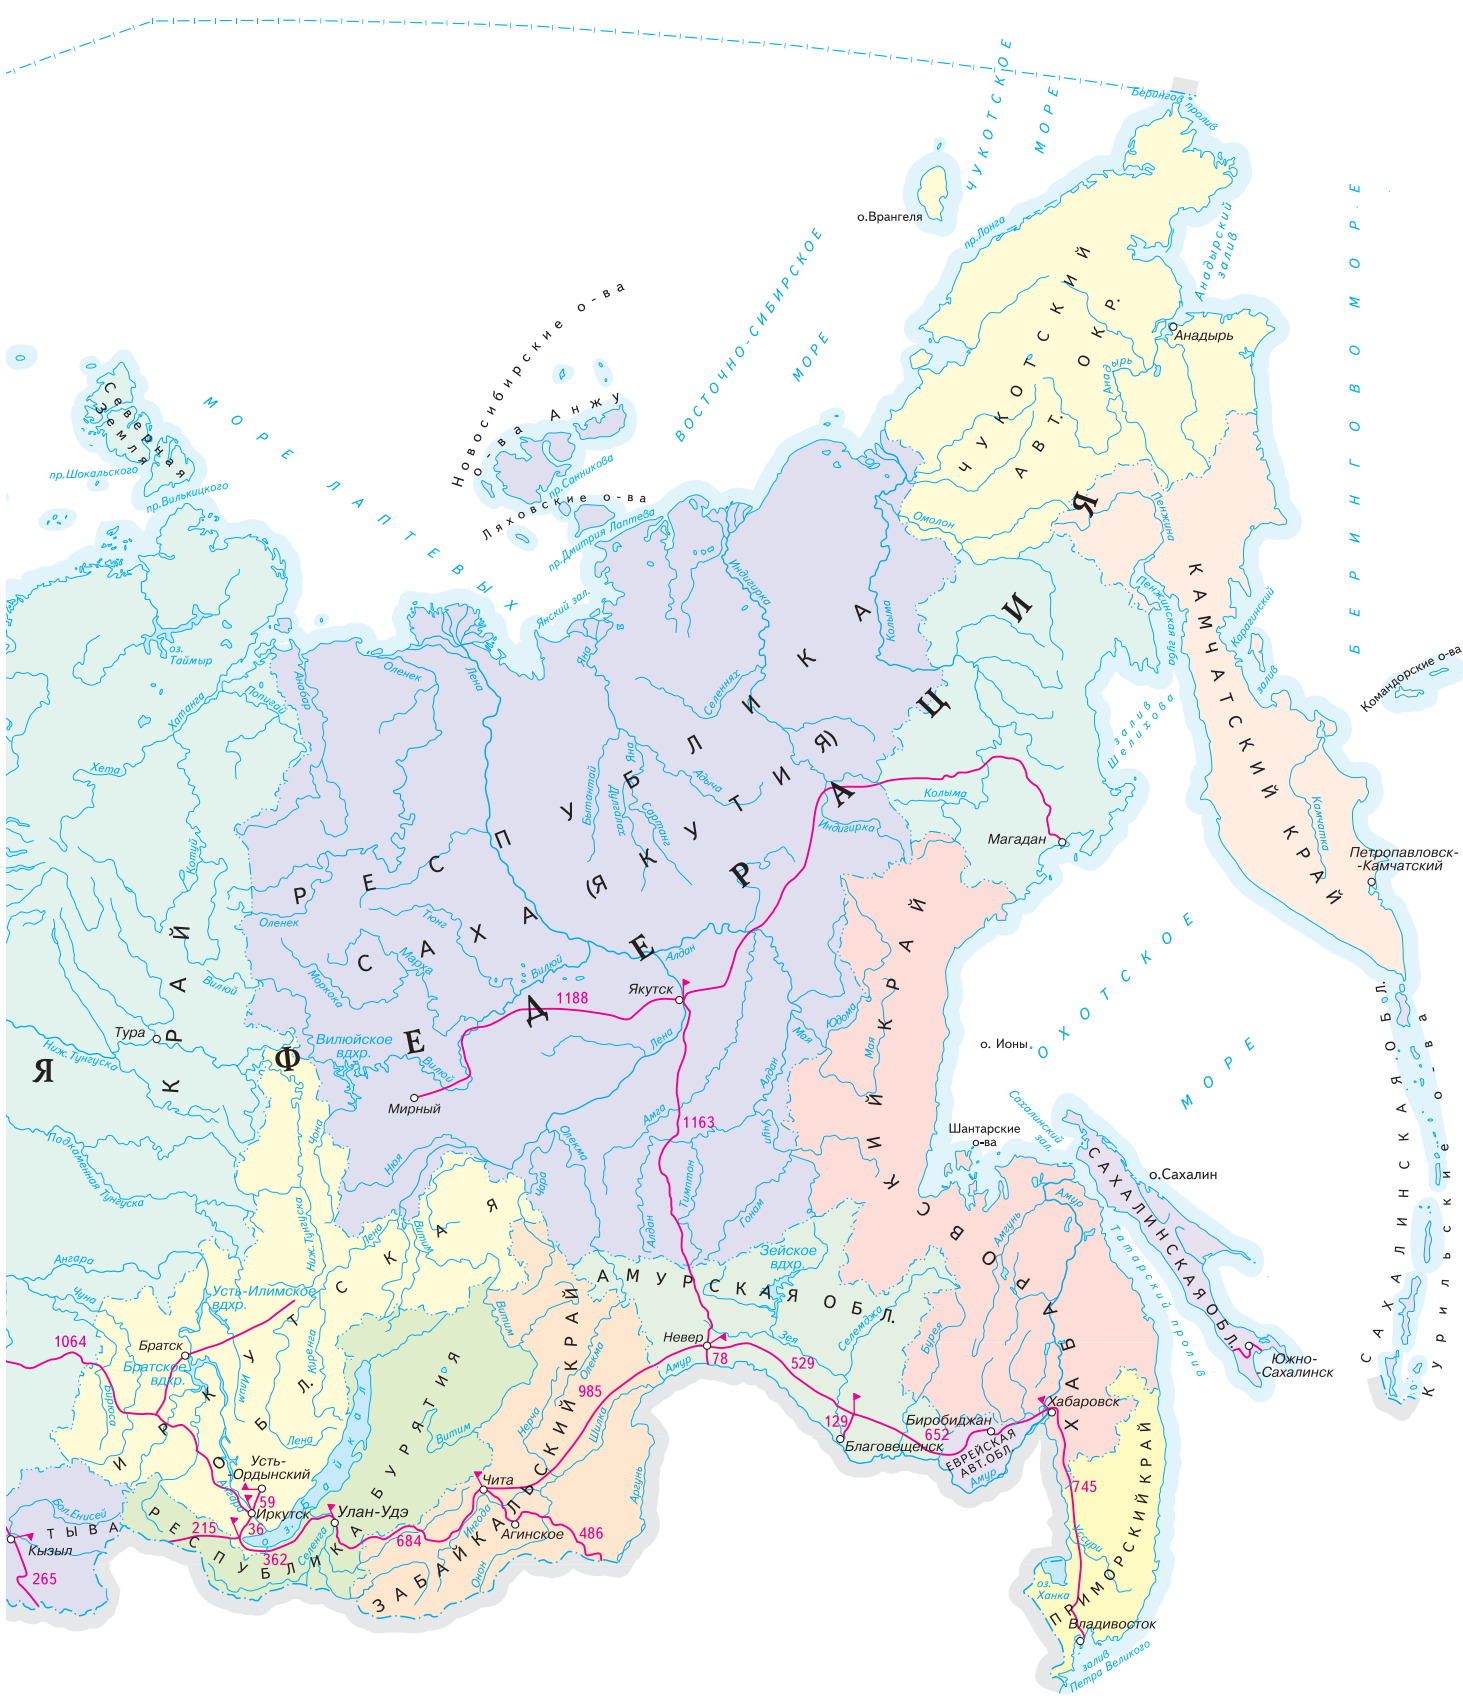 Берингов пролив
ЧУКОТСКОЕ
МОРЕ
о.Врангеля
пр.Лонга
Анадырский
залив
БЕРИНГОВО МОРЕ
ВОСТОЧНО-СИБИРСКОЕ
МОРЕ
Новосибирские о-ва
о-ва Анжу
пр.Санникова
Ляховские о-ва
пр.Дмитрия Лаптева
Янский зал.
МОРЕ ЛАПТЕВЫХ
Северная
Земля
пр.Шокальского
пр.Вилькицкого
ЧУКОТСКИЙ
АВТ. ОКР.
Анадырь
Анадырь
Омолон
Пенжина
Пенжинская губа
КАМЧАТСКИЙ КРАЙ
Карагинский
залив
Командорские о-ва
залив
Шелихова
Камчатка
Петропавловск-
-Камчатский
оз.
Таймыр
Хатанга
Попигай
Анабар
Оленек
Лена
Яна
Индигирка
Колыма
Селеннях
Хета
Котуй
Бытантай
Яна
Дулгалах
Сартанг
Адыча
Индигирка
Колыма
Магадан
РЕСПУБЛИКА
САХА (ЯКУТИЯ)
Оленек
Тюнг
Марха
Моркока
Вилюй
Вилюй
Алдан
Якутск
1188
Вилюйское
вдхр.
Вилюй
Мирный
Лена
Тура
КРАЙ
Ниж.Тунгуска
ФЕДЕРАЦИЯ
Я
Подкаменная Тунгуска
Чона
Нюя
Олекма
Чара
Амга
1163
Алдан
Мая
Юдома
Мая
Учур
Тимптон
Алдан
Гонам
ХАБАРОВСКИЙ КРАЙ
ОХОТСКОЕ
МОРЕ
о. Ионы
Шантарские
о-ва
Сахалинский
зал.
о.Сахалин
САХАЛИНСКАЯ ОБЛ.
САХАЛИНСКАЯ ОБЛ.
Курильские о-ва
Татарский пролив
Южно-
-Сахалинск
Амур
Амгунь
Ангара
Чуна
Усть-Илимское
вдхр.
Ниж.Тунгуска
Лена
Витим
ИРКУТСКАЯ
ОБЛ.
1064
Братск
Братское
вдхр.
Бирюса
Илим
Киренга
Лена
Усть-
-Ордынский
59
Ангара
Иркутск
36
215
362
оз. Байкал
РЕСПУБЛИКА БУРЯТИЯ
Витим
Витим
Улан-Удэ
Селенга
684
Чита
Ингода
Агинское
486
Онон
ЗАБАЙКАЛЬСКИЙ КРАЙ
Нерча
Олекма
Шилка
985
Аргунь
Бол.Енисей
ТЫВА
Кызыл
265
АМУРСКАЯ ОБЛ.
Зейское
вдхр.
Невер
78
Амур
Зея
529
Селемджа
Бурея
129
Благовещенск
Биробиджан
652
ЕВРЕЙСКАЯ
АВТ.ОБЛ.
Амур
Хабаровск
745
Уссури
оз.
Ханка
ПРИМОРСКИЙ КРАЙ
Владивосток
залив
Петра Великого